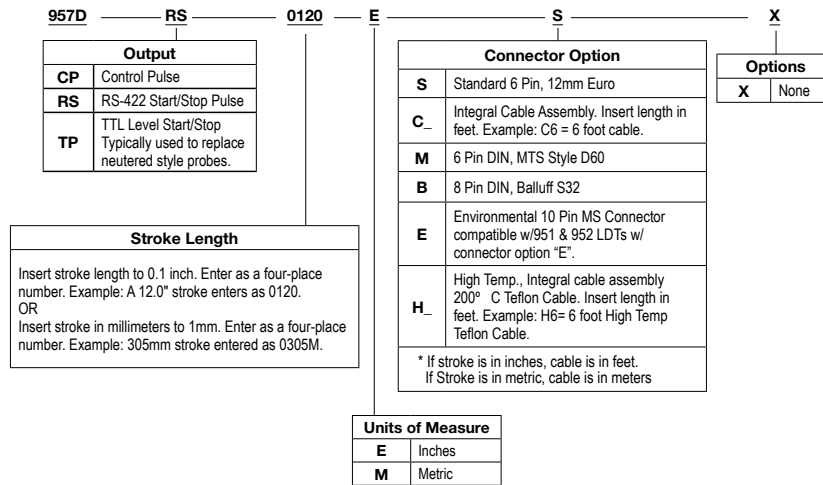 957D RS 0120 E S X
Output
CP Control Pulse
RS RS-422 Start/Stop Pulse
TP TTL Level Start/Stop
Typically used to replace
neutered style probes.
Stroke Length
Insert stroke length to 0.1 inch. Enter as a four-place
number. Example: A 12.0" stroke enters as 0120.
OR
Insert stroke in millimeters to 1mm. Enter as a four-place
number. Example: 305mm stroke entered as 0305M.
Units of Measure
E Inches
M Metric
Connector Option
S Standard 6 Pin, 12mm Euro
C_ Integral Cable Assembly. Insert length in
feet. Example: C6 = 6 foot cable.
M 6 Pin DIN, MTS Style D60
B 8 Pin DIN, Balluff S32
E Environmental 10 Pin MS Connector
compatible w/951 & 952 LDTs w/
connector option “E”.
H_ High Temp., Integral cable assembly
200º C Teflon Cable. Insert length in
feet. Example: H6= 6 foot High Temp
Teflon Cable.
* If stroke is in inches, cable is in feet.
If Stroke is in metric, cable is in meters
Options
X None